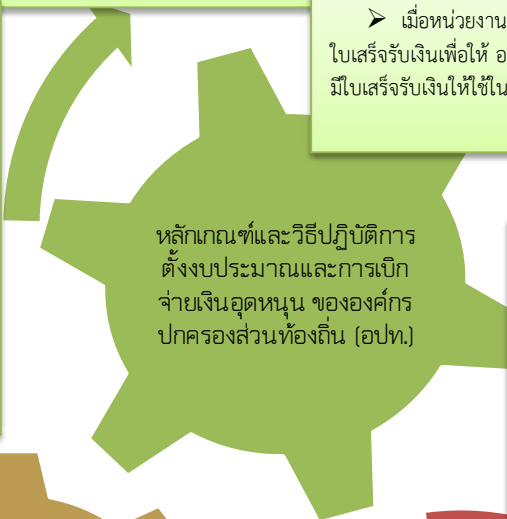 ➢ เมื่อหน่วยงาน
ใบเสร็จรับเงินเพื่อให้ อ
มีใบเสร็จรับเงินให้ใช้ใน
หลักเกณฑ์และวิธีปฏิบัติการ
ตั้งงบประมาณและการเบิก
จ่ายเงินอุดหนุน ขององค์กร
ปกครองส่วนท้องถิ่น (อปท.)